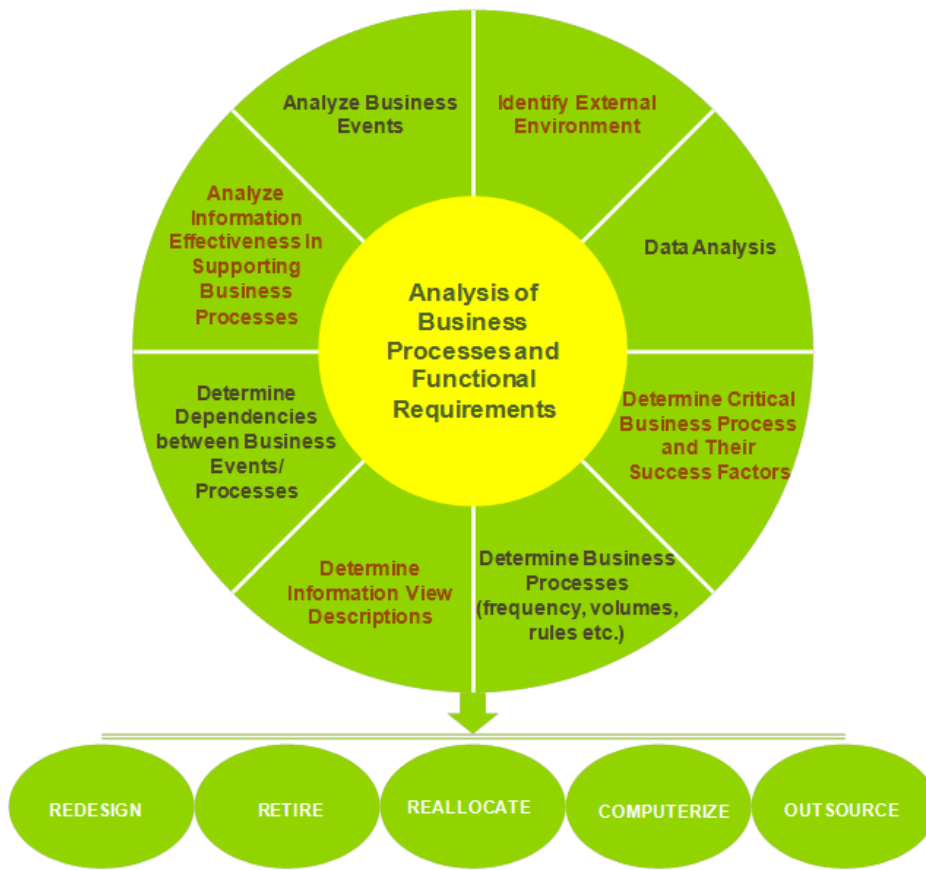 Analyze Business
Events
Identify External
Environment
Data Analysis
Determine Critical
Business Process
and Their
Success Factors
Determine Business
Processes
(frequency, volumes,
rules etc.)
Determine
Information View
Descriptions
Determine
Dependencies
between Business
Events/
Processes
Analyze
Information
Effectiveness In
Supporting
Business
Processes
Analysis of
Business
Processes and
Functional
Requirements
REDESIGN
RETIRE
REALLOCATE
COMPUTERIZE
OUTSOURCE